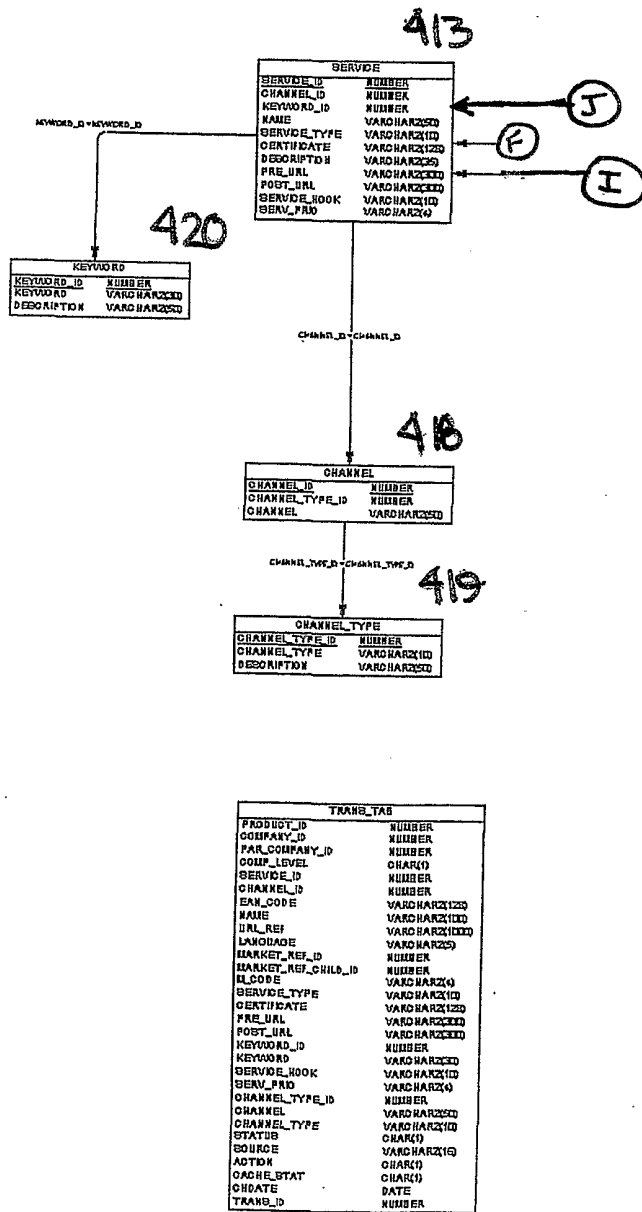 413
SERVICE
SERVICE_ID NUMBER
CHANNEL_ID NUMBER
KEYWORD_ID NUMBER
NAME VARCHAR2(50)
SERVICE_TYPE VARCHAR2(10)
CERTIFICATE VARCHAR2(128)
DESCRIPTION VARCHAR2(35)
PRE_URL VARCHAR2(300)
POST_URL VARCHAR2(300)
SERVICE_HOOK VARCHAR2(10)
SERV_PRIO VARCHAR2(4)
J
F
I
KEYWORD_ID=KEYWORD_ID
420
KEYWORD
KEYWORD_ID NUMBER
KEYWORD VARCHAR2(30)
DESCRIPTION VARCHAR2(50)
CHANNEL_ID=CHANNEL_ID
418
CHANNEL
CHANNEL_ID NUMBER
CHANNEL_TYPE_ID NUMBER
CHANNEL VARCHAR2(50)
CHANNEL_TYPE_ID=CHANNEL_TYPE_ID
419
CHANNEL_TYPE
CHANNEL_TYPE_ID NUMBER
CHANNEL_TYPE VARCHAR2(10)
DESCRIPTION VARCHAR2(50)
TRANS_TAB
PRODUCT_ID NUMBER
COMPANY_ID NUMBER
PAR_COMPANY_ID NUMBER
COMP_LEVEL CHAR(1)
SERVICE_ID NUMBER
CHANNEL_ID NUMBER
EAN_CODE VARCHAR2(128)
NAME VARCHAR2(100)
URL_REF VARCHAR2(1000)
LANGUAGE VARCHAR2(5)
MARKET_REF_ID NUMBER
MARKET_REF_CHILD_ID NUMBER
M_CODE VARCHAR2(4)
SERVICE_TYPE VARCHAR2(10)
CERTIFICATE VARCHAR2(128)
PRE_URL VARCHAR2(300)
POST_URL VARCHAR2(300)
KEYWORD_ID NUMBER
KEYWORD VARCHAR2(30)
SERVICE_HOOK VARCHAR2(10)
SERV_PRIO VARCHAR2(4)
CHANNEL_TYPE_ID NUMBER
CHANNEL VARCHAR2(50)
CHANNEL_TYPE VARCHAR2(10)
STATUS CHAR(1)
SOURCE VARCHAR2(16)
ACTION CHAR(1)
CACHE_STAT CHAR(1)
CHDATE DATE
TRANS_ID NUMBER